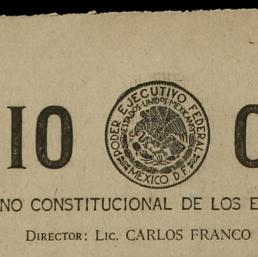 IO
PODER EJECUTIVO FEDERAL
ESTADOS UNIDOS MEXICANOS
MEXICO D.F.
NO CONSTITUCIONAL DE LOS E
DIRECTOR: LIC. CARLOS FRANCO